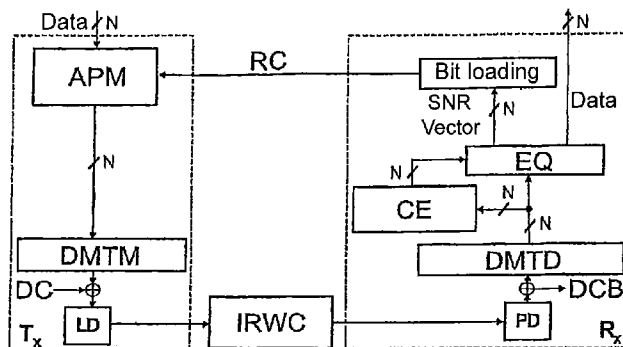 Data N
APM
N
DMTM
DC
LD
Tx
RC
IRWC
N
Data
Bit loading
SNR
Vector
N
EQ
N
CE
N
N
DMTD
DCB
PD
Rx